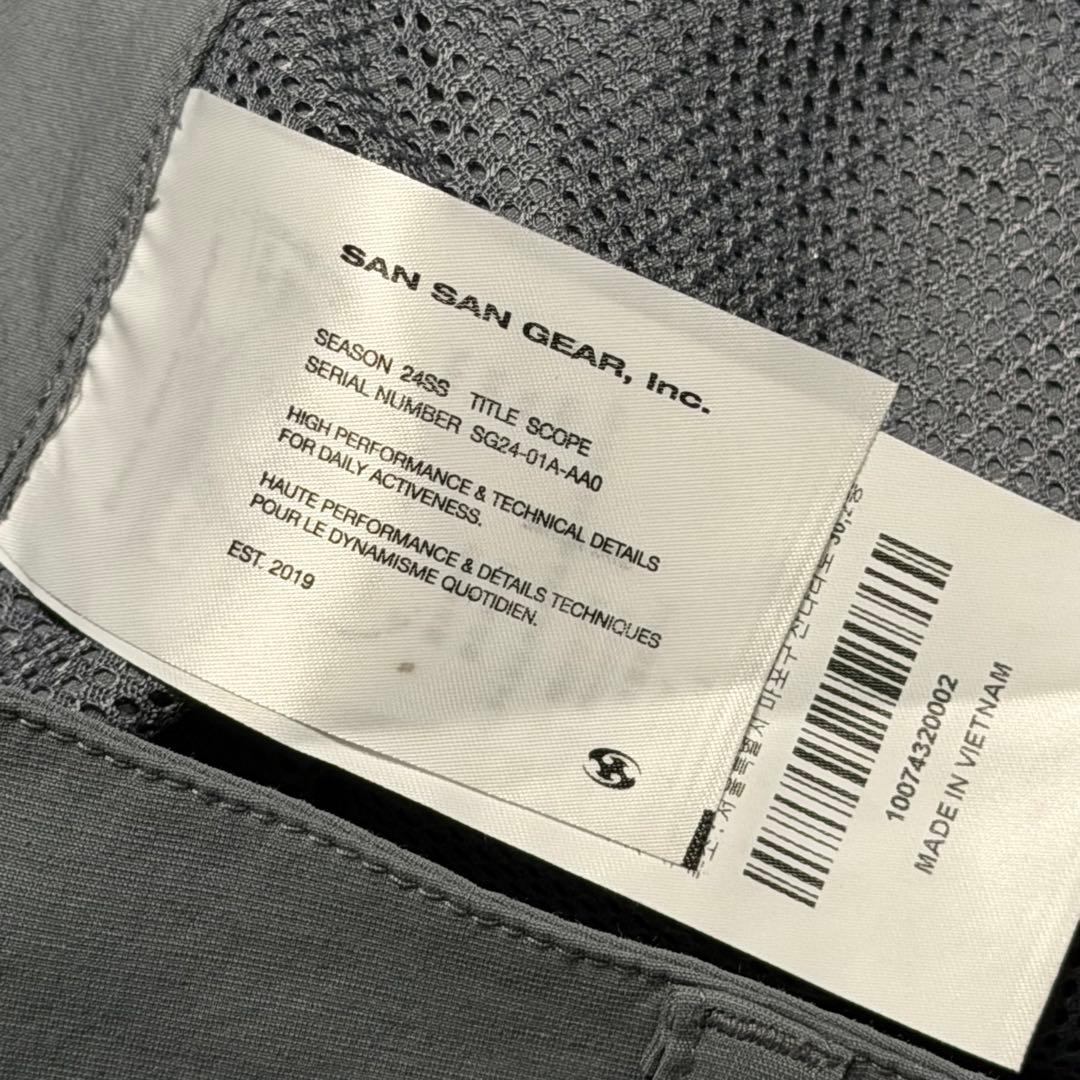 SAN SAN GEAR, Inc.
SEASON 24SS TITLE SCOPE
SERIAL NUMBER SG24-01A-AA0
HIGH PERFORMANCE & TECHNICAL DETAILS
FOR DAILY ACTIVENESS.
HAUTE PERFORMANCE & DÉTAILS TECHNIQUES
POUR LE DYNAMISME QUOTIDIEN.
EST. 2019
10074320002
MADE IN VIETNAM